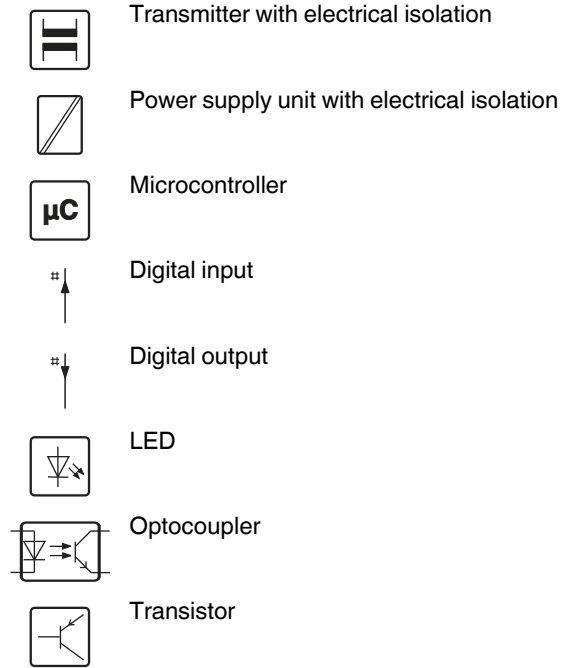 Transmitter with electrical isolation
Power supply unit with electrical isolation
µC
Microcontroller
#
Digital input
#
Digital output
LED
Optocoupler
Transistor